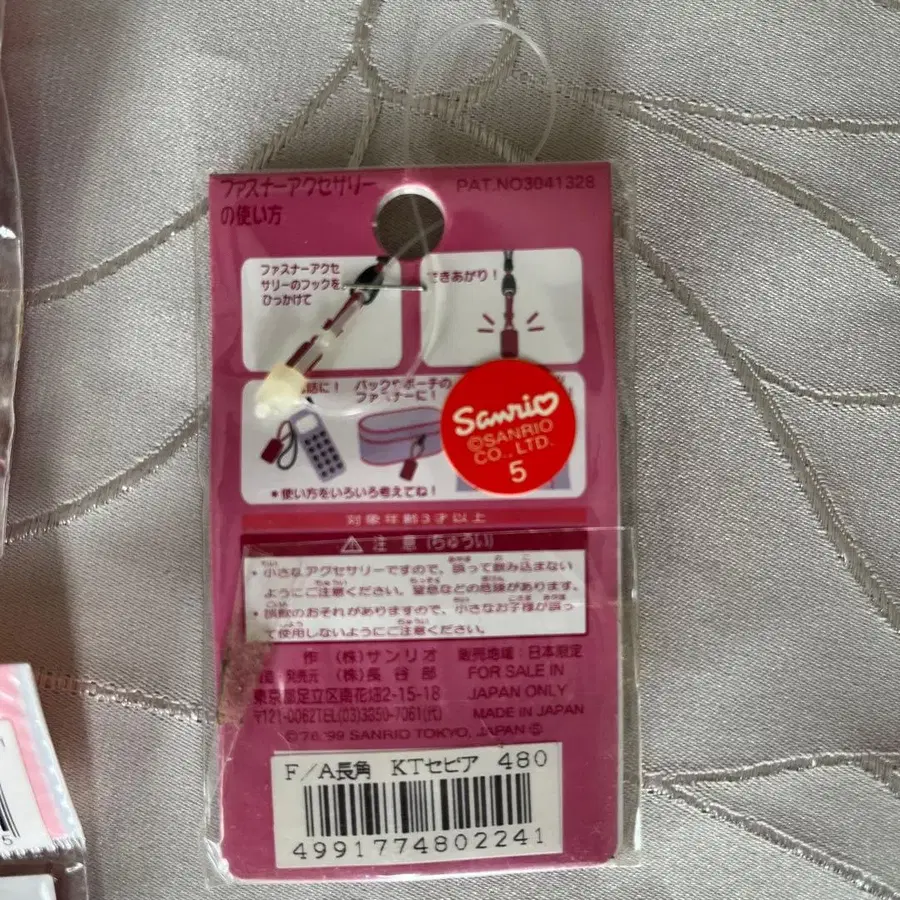 ファスナーアクセサリー
の使い方
PAT.NO3041328
ファスナーアクセ
サリーのフックを
ひっかけて
できあがり!
話に!
バックやポーチの
ファスナーに!
*使い方をいろいろ考えてね!
Sanrio
©SANRIO
CO., LTD.
5
対象年齢3才以上
⚠ 注 意 (ちゅうい)
・小さなアクセサリーですので、誤って飲み込まない
ようにご注意ください。窒息などの危険があります。
・誤飲のおそれがありますので、小さなお子様が誤っ
て使用しないようにご注意ください。
作 (株)サンリオ
発売元 (株)長谷部
東京都足立区南花畑2-15-18
〒121-0062TEL(03)3850-7061(代)
販売地域:日本限定
FOR SALE IN
JAPAN ONLY
MADE IN JAPAN
©'76,'99 SANRIO TOKYO, JAPAN ⑤
F/A長角 KTセピア 480
4991774802241
5